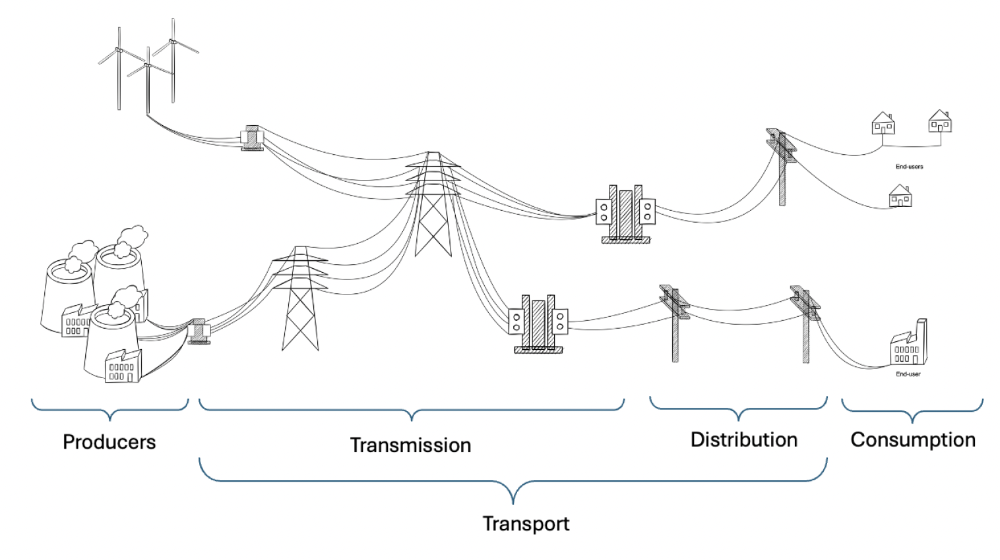 End-users
End-user
Producers
Transmission
Distribution
Consumption
Transport